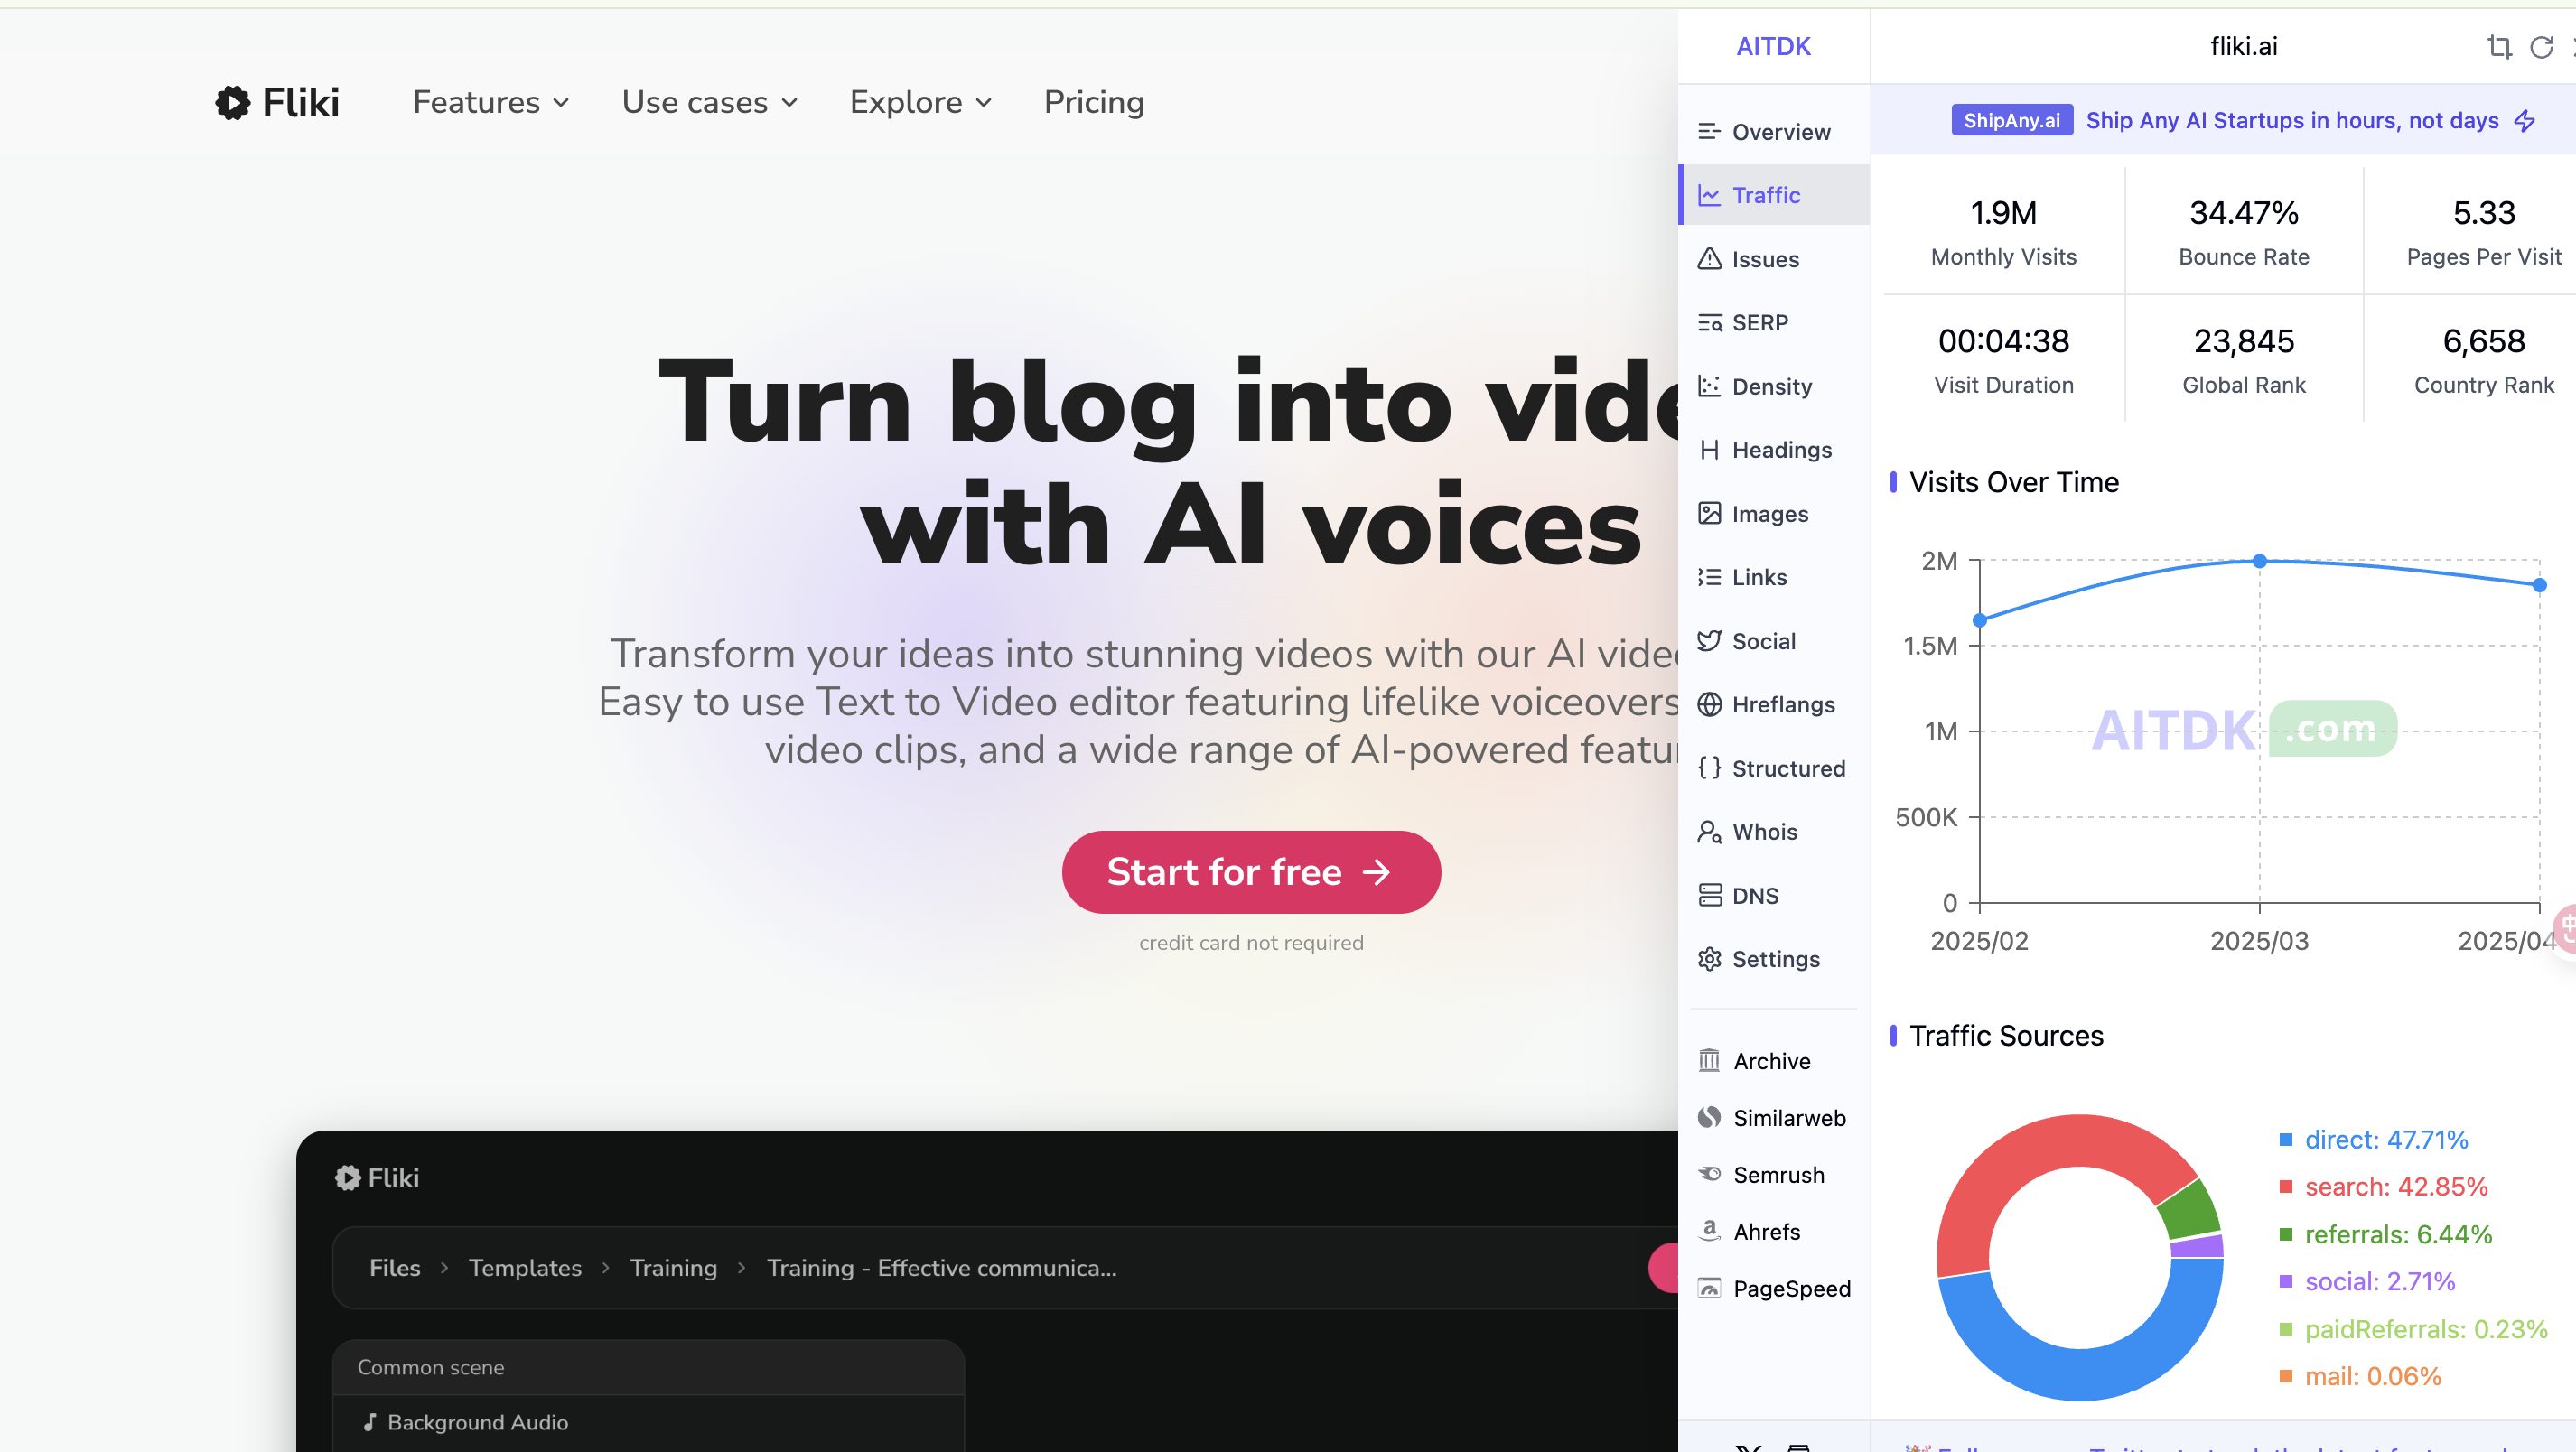 Fliki
Features
Use cases
Explore
Pricing
Turn blog into vide
with AI voices
Transform your ideas into stunning videos with our AI vide
Easy to use Text to Video editor featuring lifelike voiceovers
video clips, and a wide range of AI-powered featu
Start for free →
credit card not required
Fliki
Files > Templates > Training > Training - Effective communica...
Common scene
Background Audio
AITDK
fliki.ai
Overview
Traffic
Issues
SERP
Density
Headings
Images
Links
Social
Hreflangs
Structured
Whois
DNS
Settings
Archive
Similarweb
Semrush
Ahrefs
PageSpeed
ShipAny.ai Ship Any AI Startups in hours, not days
1.9M
Monthly Visits
34.47%
Bounce Rate
5.33
Pages Per Visit
00:04:38
Visit Duration
23,845
Global Rank
6,658
Country Rank
Visits Over Time
2M
1.5M
1M
500K
0
AITDK .com
2025/02
2025/03
2025/04
Traffic Sources
direct: 47.71%
search: 42.85%
referrals: 6.44%
social: 2.71%
paidReferrals: 0.23%
mail: 0.06%